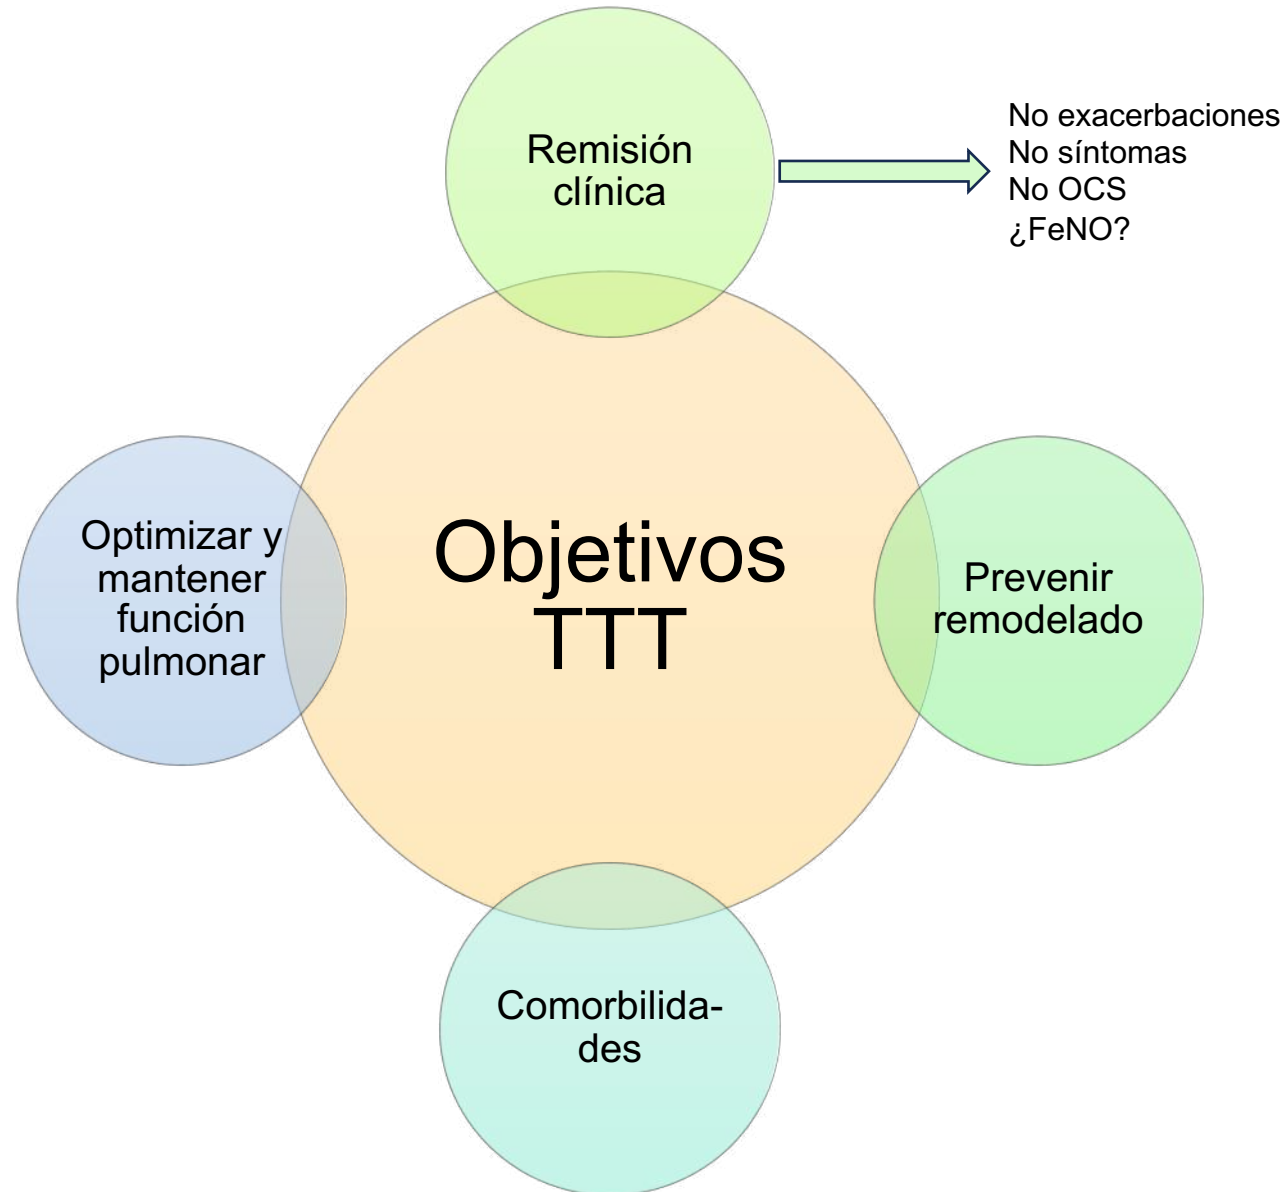 Remisión
clínica
No exacerbaciones
No síntomas
No OCS
¿FeNO?
Optimizar y
mantener
función
pulmonar
Objetivos
TTT
Prevenir
remodelado
Comorbilida-
des